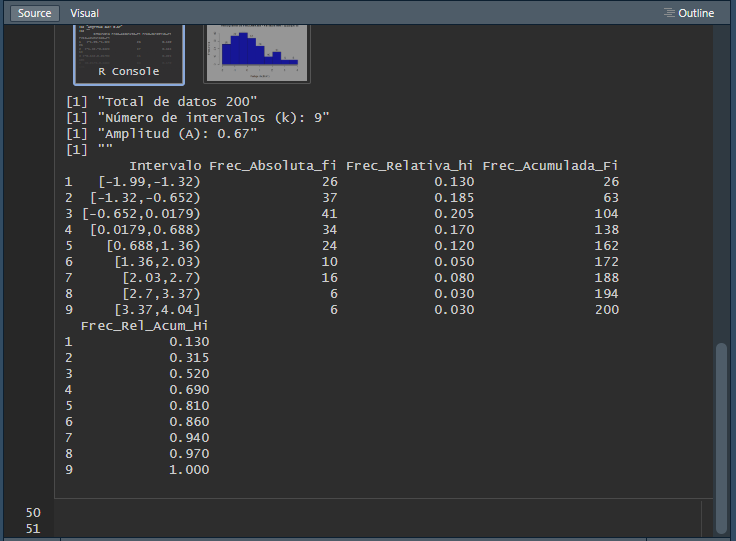 Source Visual Outline
R Console
[1] "Total de datos 200"
[1] "Número de intervalos (k): 9"
[1] "Amplitud (A): 0.67"
[1] ""
Intervalo Frec_Absoluta_fi Frec_Relativa_hi Frec_Acumulada_Fi
1 [-1.99,-1.32) 26 0.130 26
2 [-1.32,-0.652) 37 0.185 63
3 [-0.652,0.0179) 41 0.205 104
4 [0.0179,0.688) 34 0.170 138
5 [0.688,1.36) 24 0.120 162
6 [1.36,2.03) 10 0.050 172
7 [2.03,2.7) 16 0.080 188
8 [2.7,3.37) 6 0.030 194
9 [3.37,4.04] 6 0.030 200
Frec_Rel_Acum_Hi
1 0.130
2 0.315
3 0.520
4 0.690
5 0.810
6 0.860
7 0.940
8 0.970
9 1.000
50
51